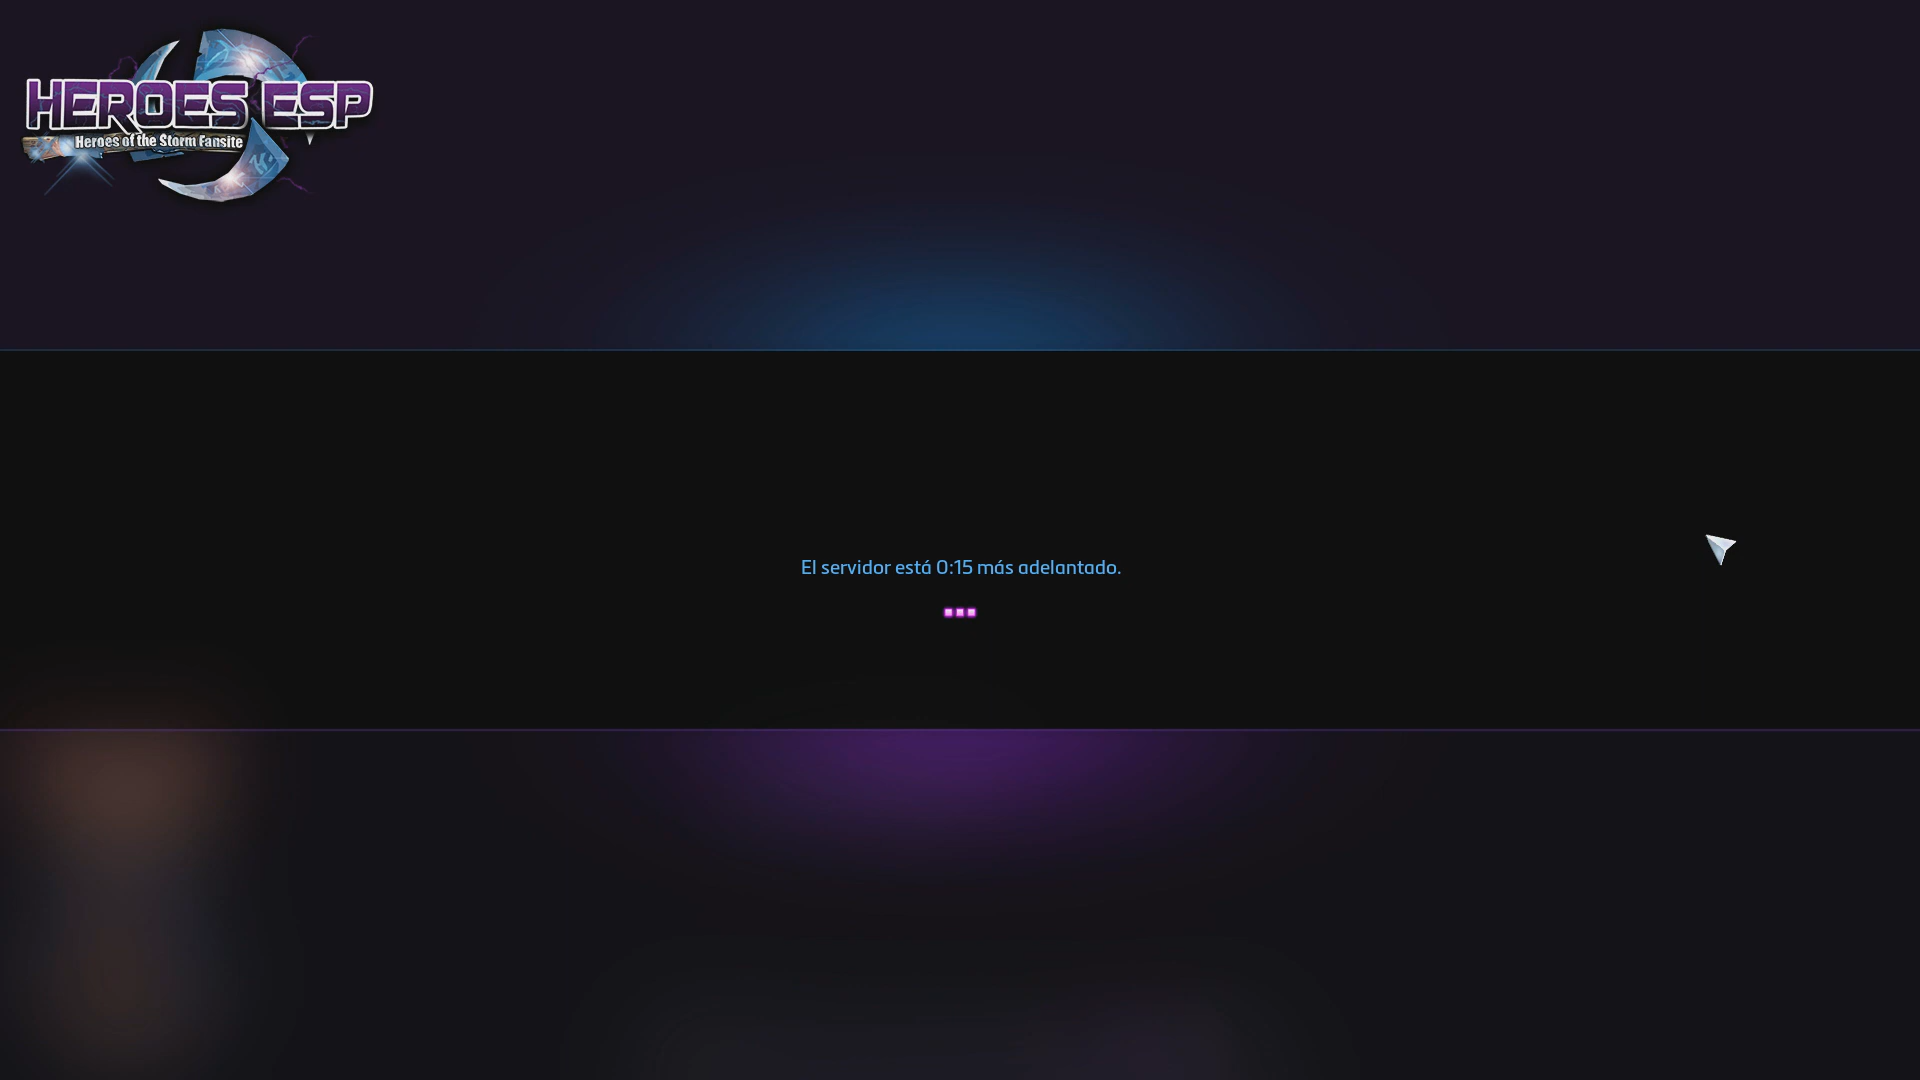 HEROES ESP
Heroes of the Storm Fansite
El servidor está 0:15 más adelantado.